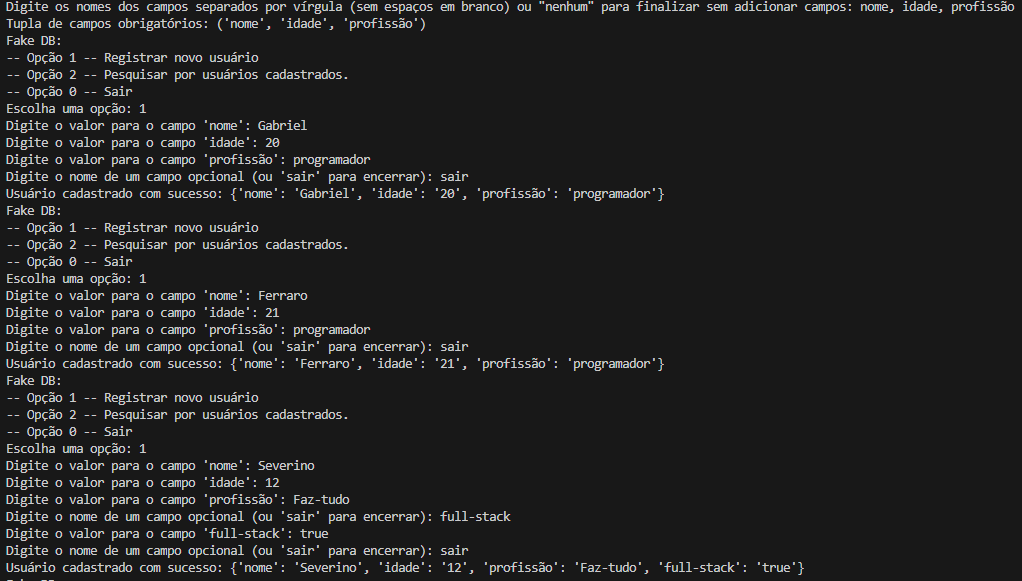 Digite os nomes dos campos separados por vírgula (sem espaços em branco) ou "nenhum" para finalizar sem adicionar campos: nome, idade, profissão
Tupla de campos obrigatórios: ('nome', 'idade', 'profissão')
Fake DB:
-- Opção 1 -- Registrar novo usuário
-- Opção 2 -- Pesquisar por usuários cadastrados.
-- Opção 0 -- Sair
Escolha uma opção: 1
Digite o valor para o campo 'nome': Gabriel
Digite o valor para o campo 'idade': 20
Digite o valor para o campo 'profissão': programador
Digite o nome de um campo opcional (ou 'sair' para encerrar): sair
Usuário cadastrado com sucesso: {'nome': 'Gabriel', 'idade': '20', 'profissão': 'programador'}
Fake DB:
-- Opção 1 -- Registrar novo usuário
-- Opção 2 -- Pesquisar por usuários cadastrados.
-- Opção 0 -- Sair
Escolha uma opção: 1
Digite o valor para o campo 'nome': Ferraro
Digite o valor para o campo 'idade': 21
Digite o valor para o campo 'profissão': programador
Digite o nome de um campo opcional (ou 'sair' para encerrar): sair
Usuário cadastrado com sucesso: {'nome': 'Ferraro', 'idade': '21', 'profissão': 'programador'}
Fake DB:
-- Opção 1 -- Registrar novo usuário
-- Opção 2 -- Pesquisar por usuários cadastrados.
-- Opção 0 -- Sair
Escolha uma opção: 1
Digite o valor para o campo 'nome': Severino
Digite o valor para o campo 'idade': 12
Digite o valor para o campo 'profissão': Faz-tudo
Digite o nome de um campo opcional (ou 'sair' para encerrar): full-stack
Digite o valor para o campo 'full-stack': true
Digite o nome de um campo opcional (ou 'sair' para encerrar): sair
Usuário cadastrado com sucesso: {'nome': 'Severino', 'idade': '12', 'profissão': 'Faz-tudo', 'full-stack': 'true'}